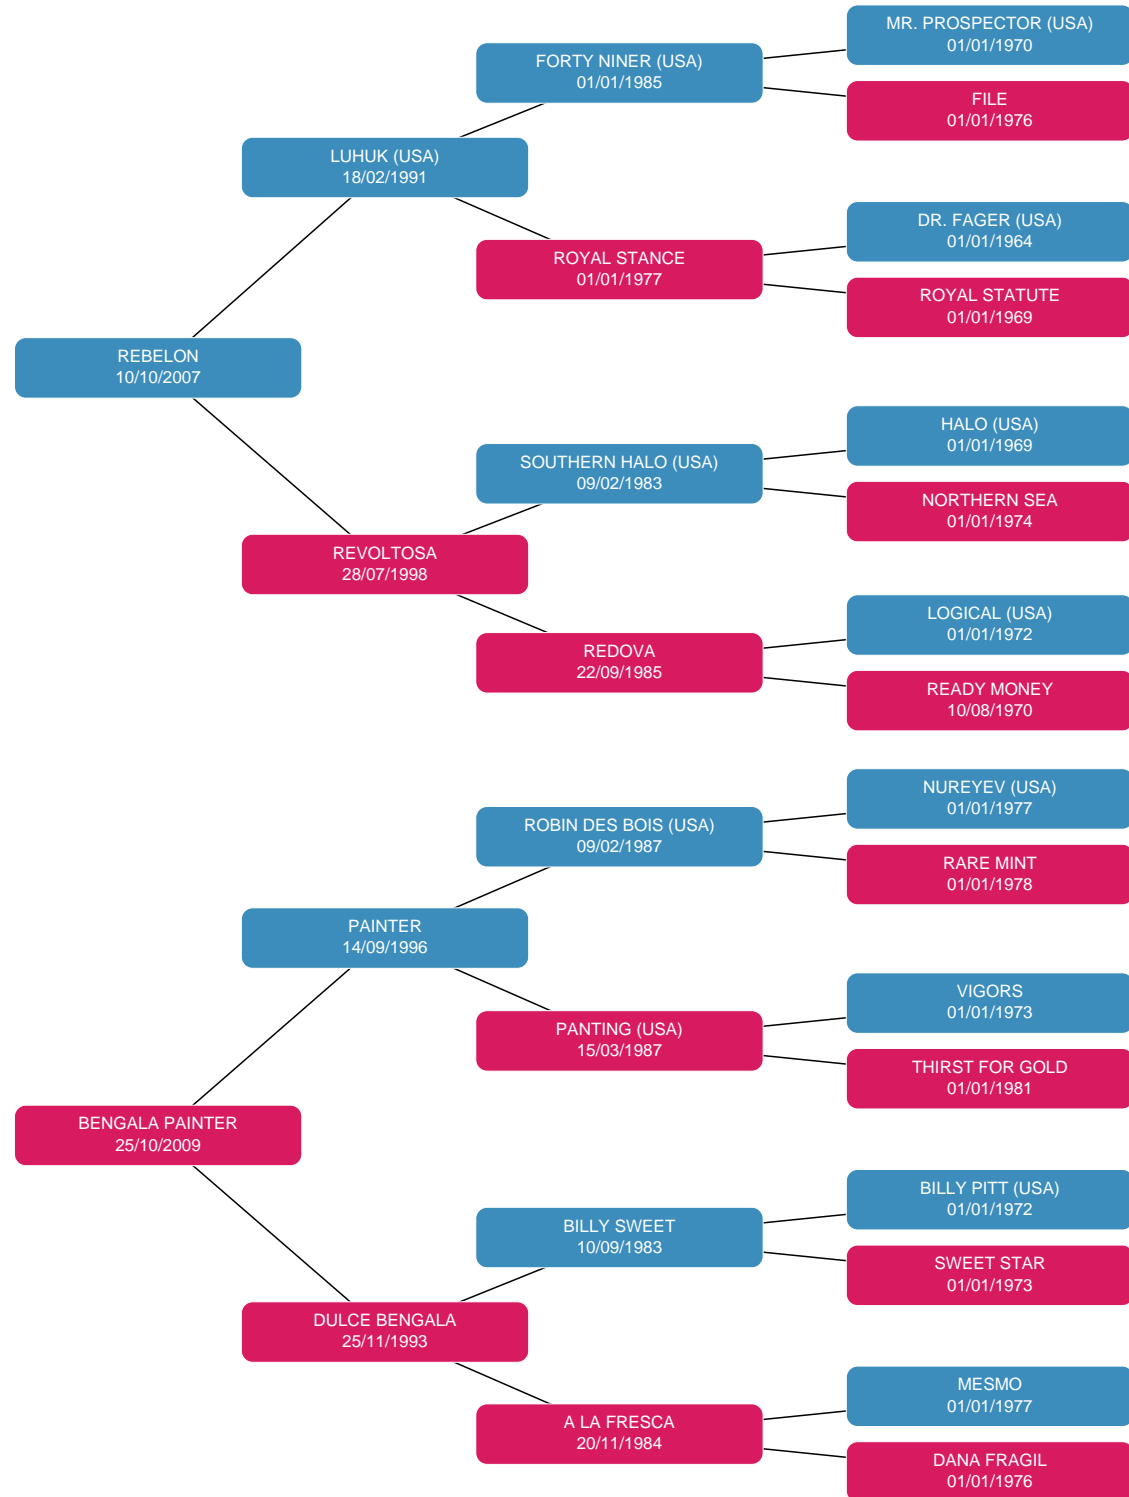 MR. PROSPECTOR (USA)
01/01/1970
FORTY NINER (USA)
01/01/1985
FILE
01/01/1976
LUHUK (USA)
18/02/1991
DR. FAGER (USA)
01/01/1964
ROYAL STANCE
01/01/1977
ROYAL STATUTE
01/01/1969
REBELON
10/10/2007
HALO (USA)
01/01/1969
SOUTHERN HALO (USA)
09/02/1983
NORTHERN SEA
01/01/1974
REVOLTOSA
28/07/1998
LOGICAL (USA)
01/01/1972
REDOVA
22/09/1985
READY MONEY
10/08/1970
NUREYEV (USA)
01/01/1977
ROBIN DES BOIS (USA)
09/02/1987
RARE MINT
01/01/1978
PAINTER
14/09/1996
VIGORS
01/01/1973
PANTING (USA)
15/03/1987
THIRST FOR GOLD
01/01/1981
BENGALA PAINTER
25/10/2009
BILLY PITT (USA)
01/01/1972
BILLY SWEET
10/09/1983
SWEET STAR
01/01/1973
DULCE BENGALA
25/11/1993
MESMO
01/01/1977
A LA FRESCA
20/11/1984
DANA FRAGIL
01/01/1976